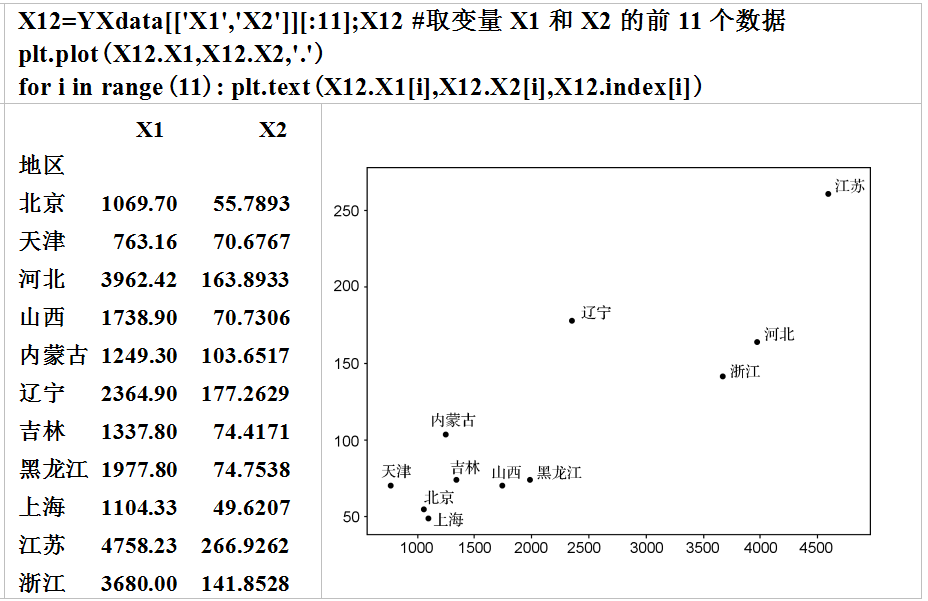 X12=YXdata[['X1','X2']][:11];X12 #取变量 X1 和 X2 的前 11 个数据
plt.plot(X12.X1,X12.X2,'.')
for i in range(11): plt.text(X12.X1[i],X12.X2[i],X12.index[i])
X1 X2
地区
北京 1069.70 55.7893
天津 763.16 70.6767
河北 3962.42 163.8933
山西 1738.90 70.7306
内蒙古 1249.30 103.6517
辽宁 2364.90 177.2629
吉林 1337.80 74.4171
黑龙江 1977.80 74.7538
上海 1104.33 49.6207
江苏 4758.23 266.9262
浙江 3680.00 141.8528
江苏
250
200
辽宁
河北
150
浙江
内蒙古
100
天津
吉林
山西
黑龙江
北京
50
上海
1000 1500 2000 2500 3000 3500 4000 4500